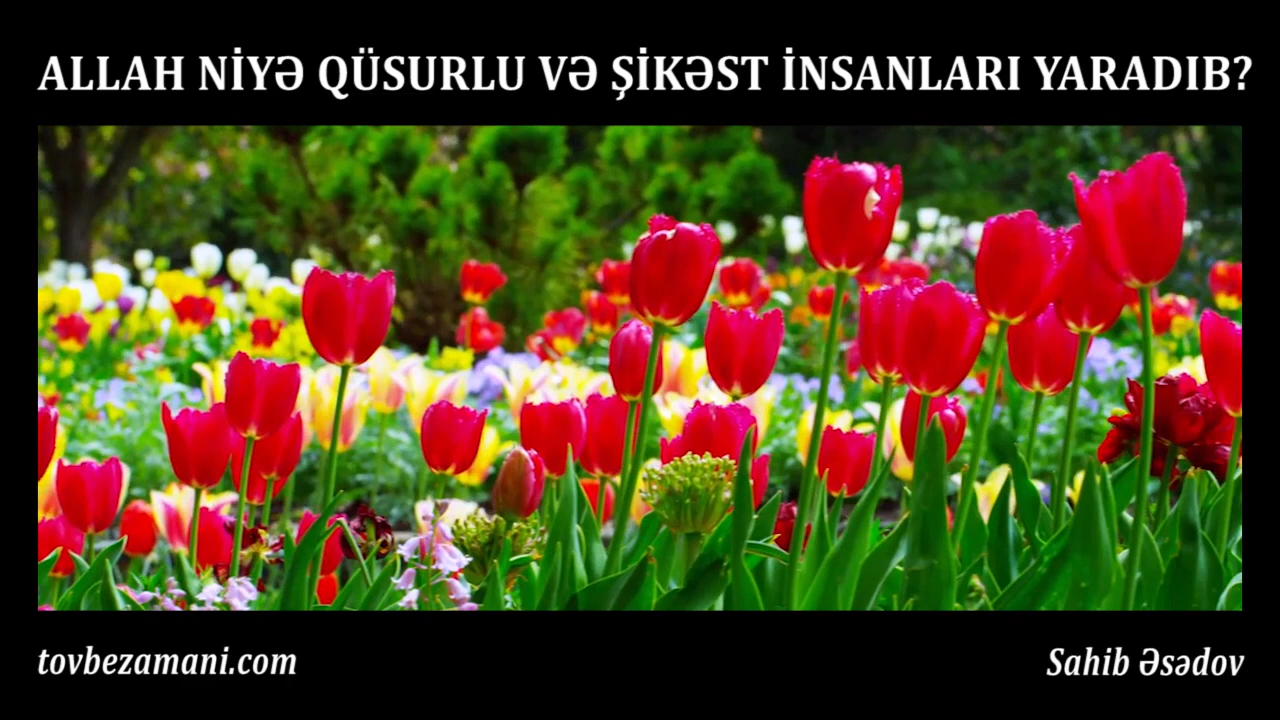 ALLAH NİYƏ QÜSURLU VƏ ŞİKƏST İNSANLARI YARADIB?
tovbezamani.com
Sahib Əsədov